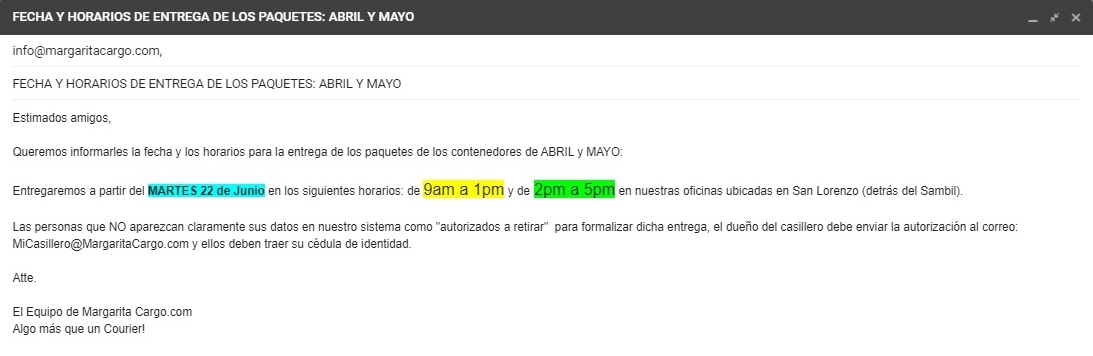 FECHA Y HORARIOS DE ENTREGA DE LOS PAQUETES: ABRIL Y MAYO
info@margaritacargo.com,
FECHA Y HORARIOS DE ENTREGA DE LOS PAQUETES: ABRIL Y MAYO
Estimados amigos,
Queremos informarles la fecha y los horarios para la entrega de los paquetes de los contenedores de ABRIL y MAYO:
Entregaremos a partir del MARTES 22 de Junio en los siguientes horarios: de 9am a 1pm y de 2pm a 5pm en nuestras oficinas ubicadas en San Lorenzo (detrás del Sambil).
Las personas que NO aparezcan claramente sus datos en nuestro sistema como "autorizados a retirar" para formalizar dicha entrega, el dueño del casillero debe enviar la autorización al correo:
MiCasillero@MargaritaCargo.com y ellos deben traer su cédula de identidad.
Atte.
El Equipo de Margarita Cargo.com
Algo más que un Courier!